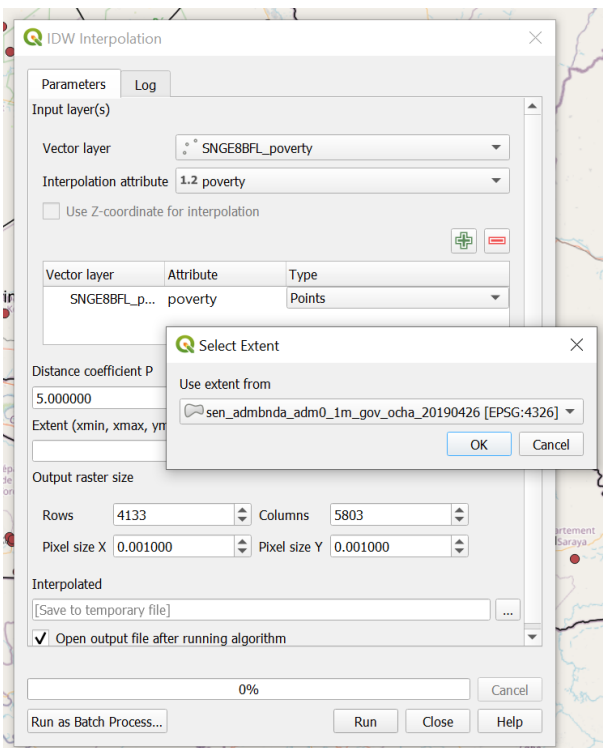 IDW Interpolation
Parameters Log
Input layer(s)
Vector layer SNGE8BFL_poverty
Interpolation attribute 1.2 poverty
Use Z-coordinate for interpolation
Vector layer Attribute Type
SNGE8BFL_p... poverty Points
Select Extent
Use extent from
sen_admbnda_adm0_1m_gov_ocha_20190426 [EPSG:4326]
OK Cancel
Distance coefficient P
5.000000
Extent (xmin, xmax, ym
Output raster size
Rows 4133 Columns 5803
Pixel size X 0.001000 Pixel size Y 0.001000
Interpolated
[Save to temporary file] ...
Open output file after running algorithm
0% Cancel
Run as Batch Process... Run Close Help
artement
Saraya